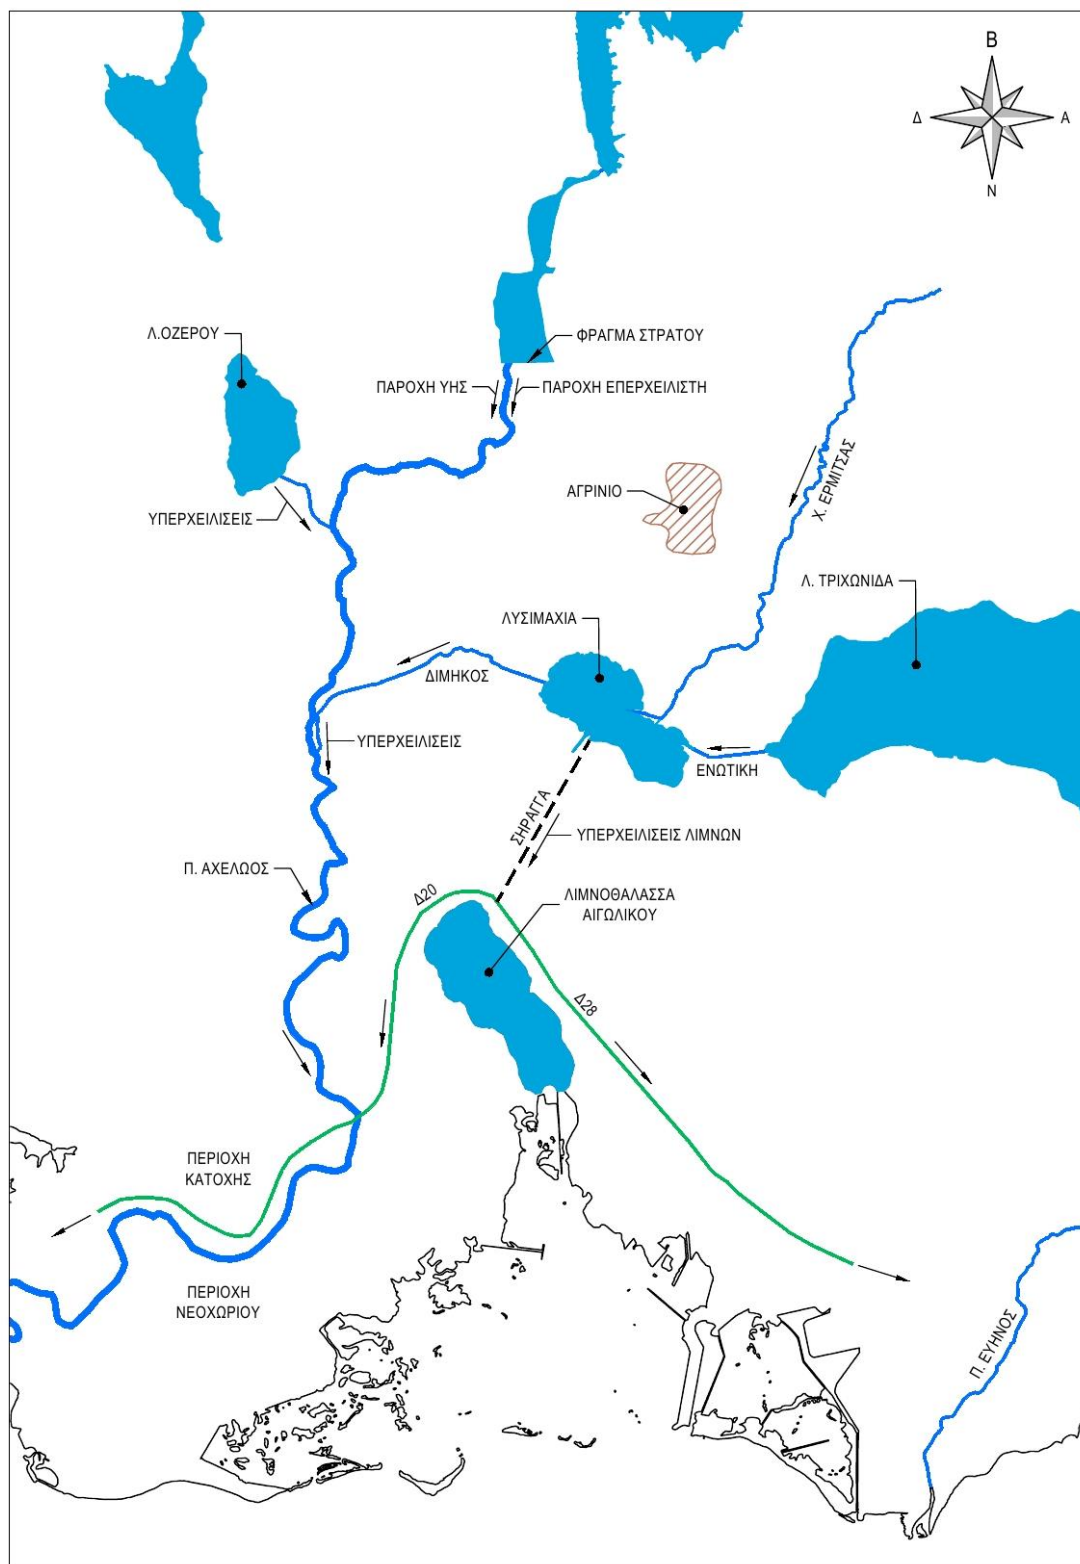 Β
Δ
Α
Ν
Λ.ΟΖΕΡΟΥ
ΦΡΑΓΜΑ ΣΤΡΑΤΟΥ
ΠΑΡΟΧΗ ΥΗΣ
ΠΑΡΟΧΗ ΕΠΕΡΧΕΙΛΙΣΤΗ
ΑΓΡΙΝΙΟ
Χ. ΕΡΜΙΤΣΑΣ
ΥΠΕΡΧΕΙΛΙΣΕΙΣ
Λ. ΤΡΙΧΩΝΙΔΑ
ΛΥΣΙΜΑΧΙΑ
ΔΙΜΗΚΟΣ
ΥΠΕΡΧΕΙΛΙΣΕΙΣ
ΕΝΩΤΙΚΗ
ΣΗΡΑΓΓΑ
ΥΠΕΡΧΕΙΛΙΣΕΙΣ ΛΙΜΝΩΝ
Π. ΑΧΕΛΩΟΣ
Δ20
ΛΙΜΝΟΘΑΛΑΣΣΑ
ΑΙΓΩΛΙΚΟΥ
Δ28
ΠΕΡΙΟΧΗ
ΚΑΤΟΧΗΣ
ΠΕΡΙΟΧΗ
ΝΕΟΧΩΡΙΟΥ
Π. ΕΥΗΝΟΣ